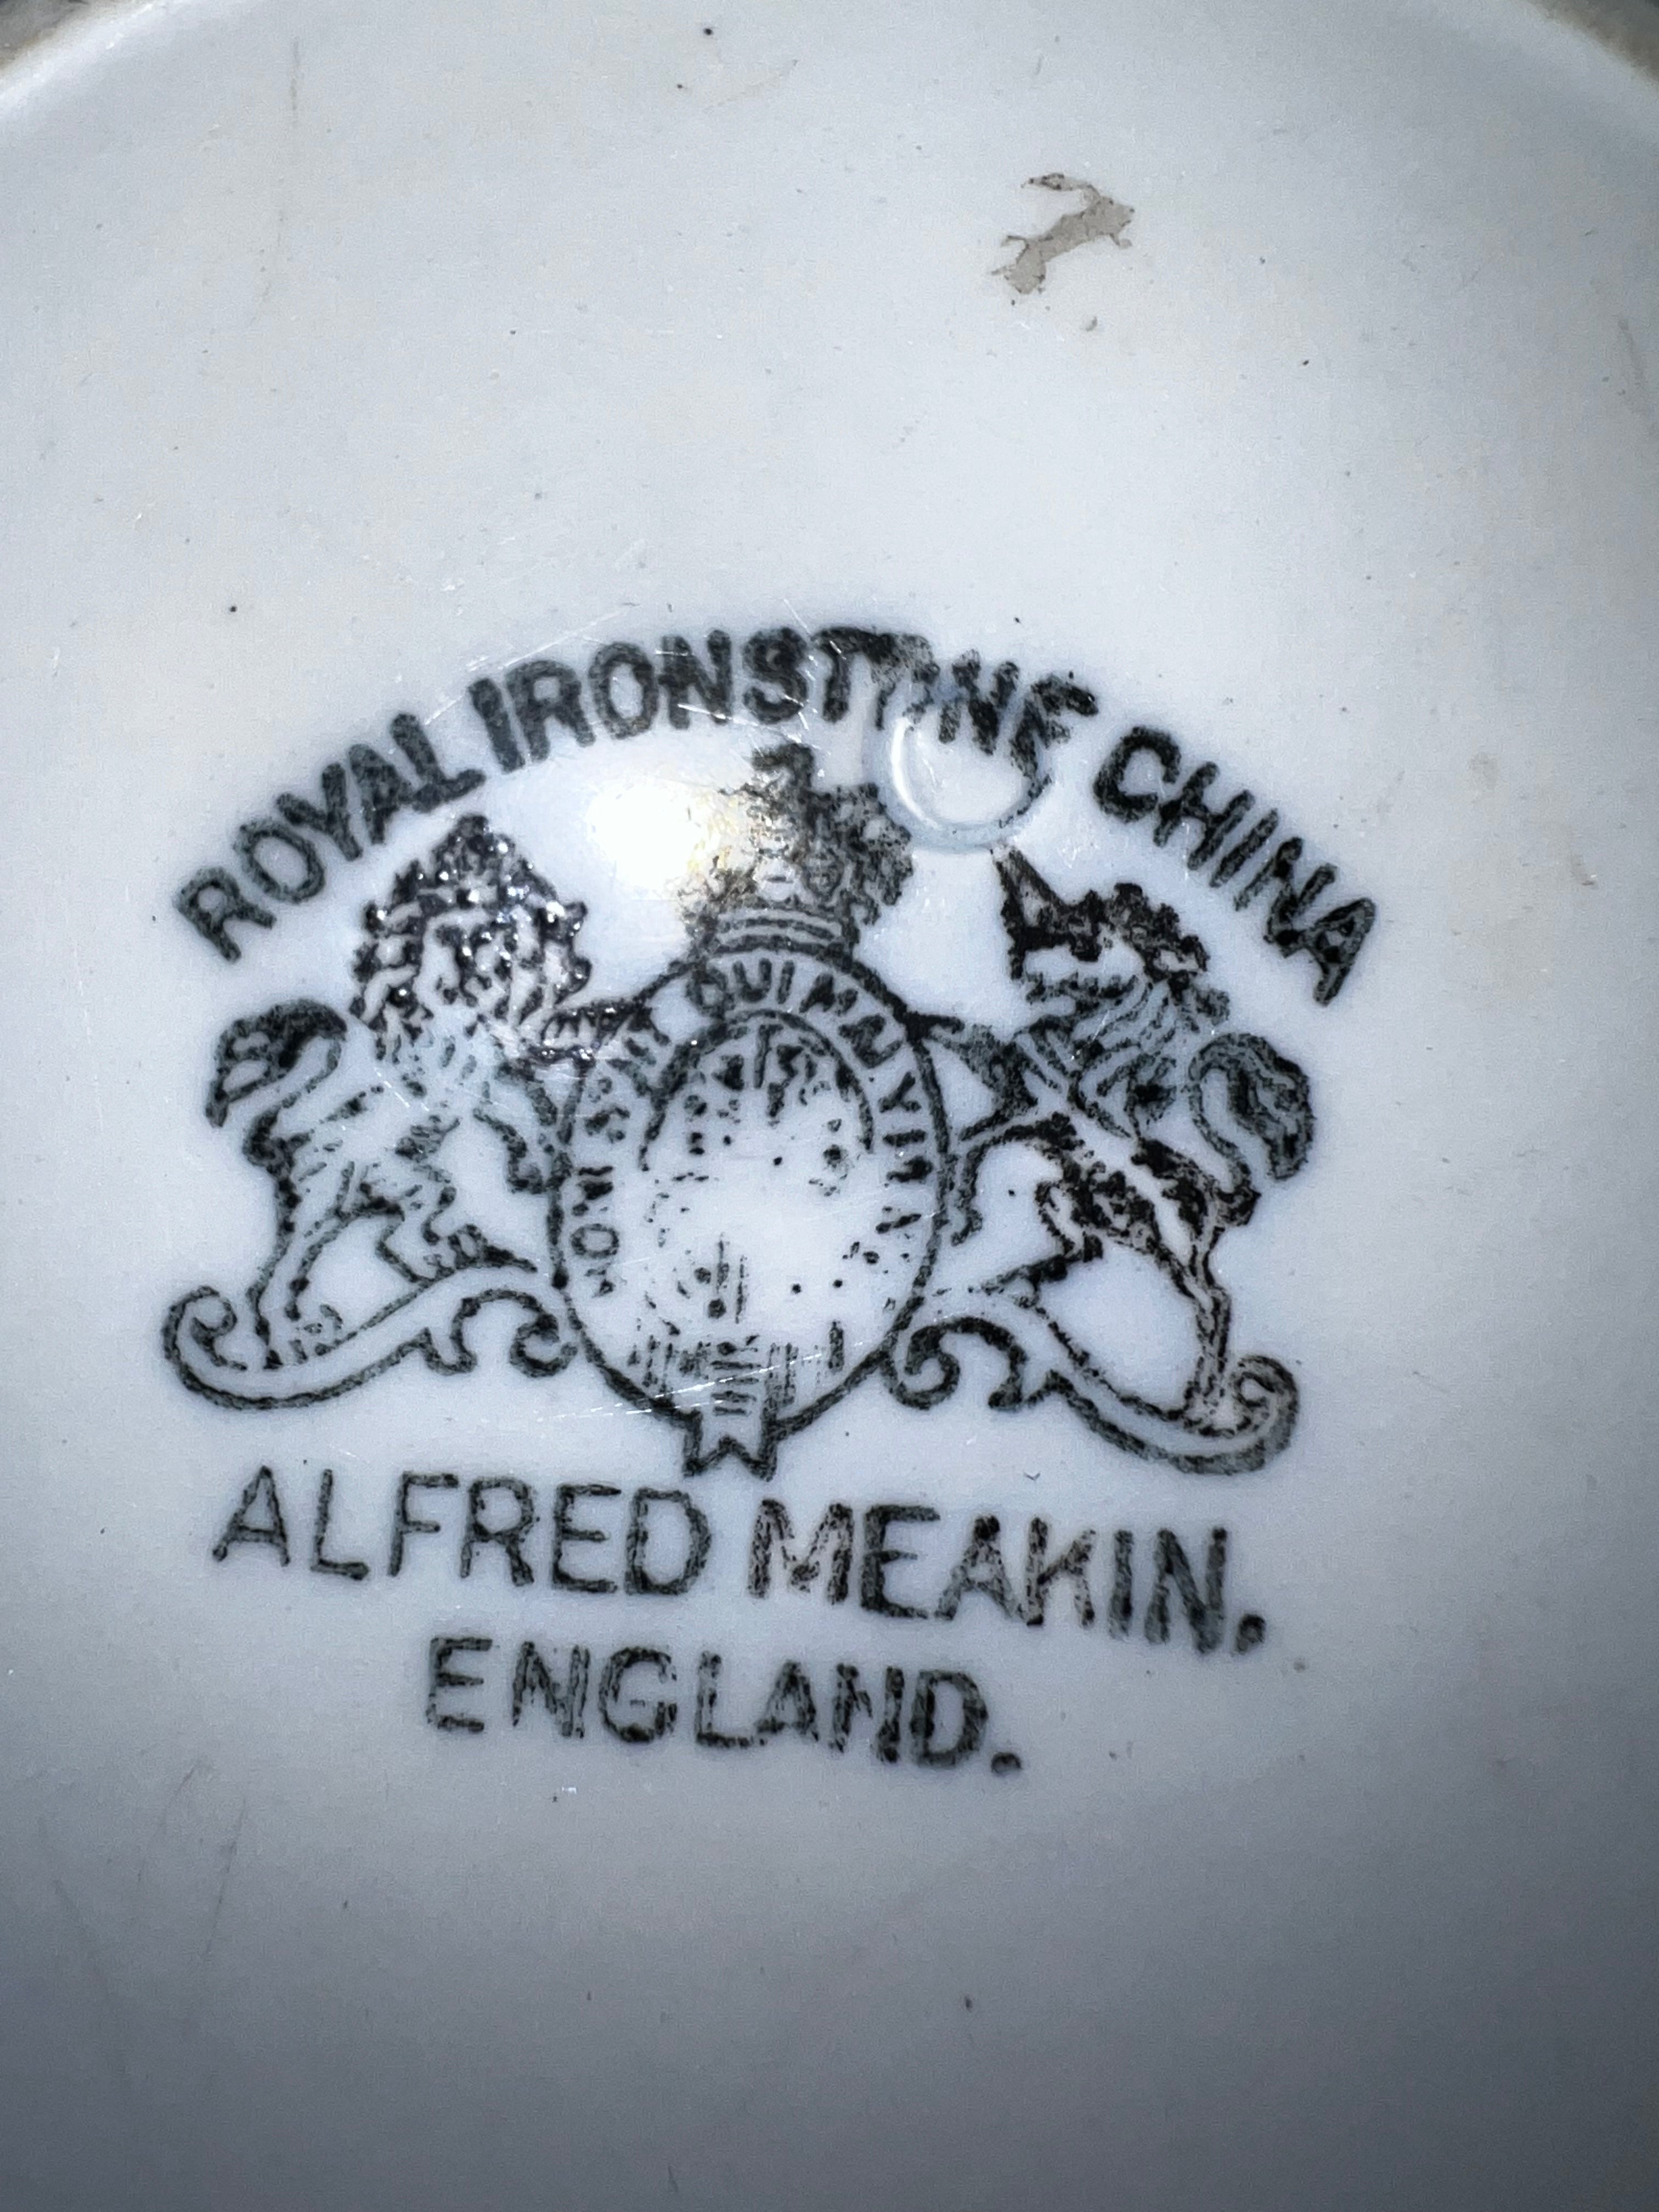 ROYAL IRONSTONE CHINA
ALFRED MEAKIN.
ENGLAND.